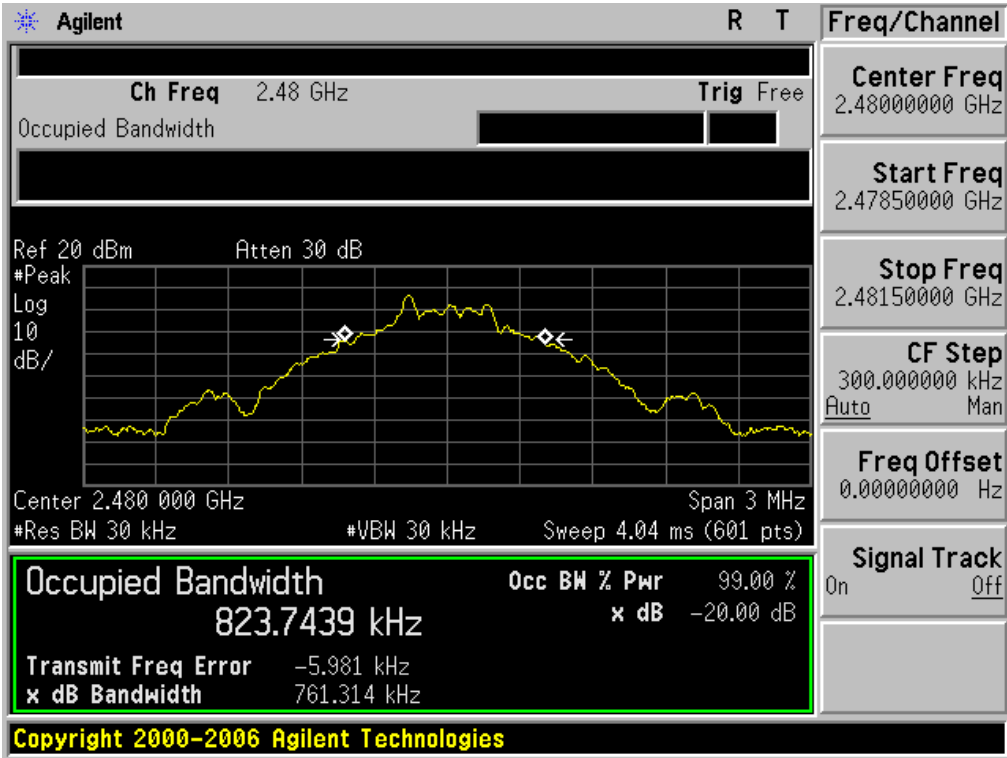 Agilent R T
Ch Freq 2.48 GHz Trig Free
Occupied Bandwidth
Ref 20 dBm Atten 30 dB
#Peak
Log
10
dB/
Center 2.480 000 GHz Span 3 MHz
#Res BW 30 kHz #VBW 30 kHz Sweep 4.04 ms (601 pts)
Occupied Bandwidth
823.7439 kHz
Occ BW % Pwr 99.00 %
x dB -20.00 dB
Transmit Freq Error -5.981 kHz
x dB Bandwidth 761.314 kHz
Copyright 2000-2006 Agilent Technologies
Freq/Channel
Center Freq
2.48000000 GHz
Start Freq
2.47850000 GHz
Stop Freq
2.48150000 GHz
CF Step
300.000000 kHz
Auto Man
Freq Offset
0.00000000 Hz
Signal Track
On Off